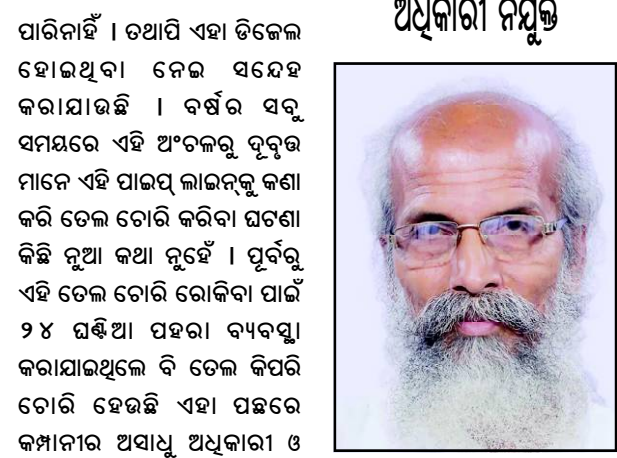 ପାରିନାହିଁ । ତଥାପି ଏହା ଡିଜେଲ
ହୋଇଥିବା ନେଇ ସନ୍ଦେହ
କରାଯାଉଛି । ବର୍ଷର ସବୁ
ସମୟରେ ଏହି ଅଂଚଳରୁ ଦୂବୃତ୍ତ
ମାନେ ଏହି ପାଇପ୍ ଲାଇନ୍‌କୁ କଣା
କରି ତେଲ ଚୋରି କରିବା ଘଟଣା
କିଛି ନୁଆ କଥା ନୁହେଁ । ପୂର୍ବରୁ
ଏହି ତେଲ ଚୋରି ରୋକିବା ପାଇଁ
୨୪ ଘଣ୍ଟିଆ ପହରା ବ୍ୟବସ୍ଥା
କରାଯାଇଥିଲେ ବି ତେଲ କିପରି
ଚୋରି ହେଉଛି ଏହା ପଛରେ
କମ୍ପାନୀର ଅସାଧୁ ଅଧିକାରୀ ଓ
ଅଧିକାରୀ ନିଯୁକ୍ତ